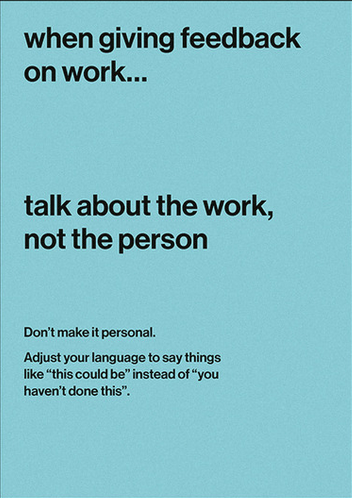 when giving feedback
on work...
talk about the work,
not the person
Don’t make it personal.
Adjust your language to say things
like “this could be” instead of “you
haven’t done this”.